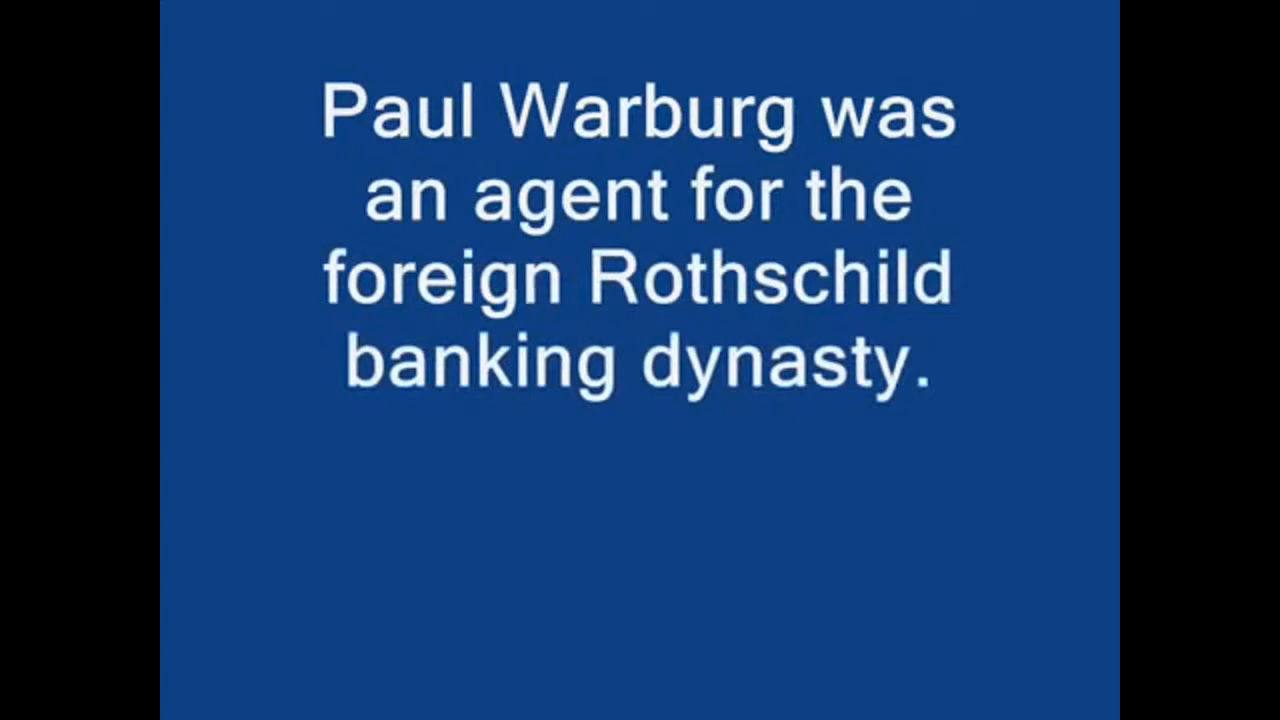 Paul Warburg was
an agent for the
foreign Rothschild
banking dynasty.